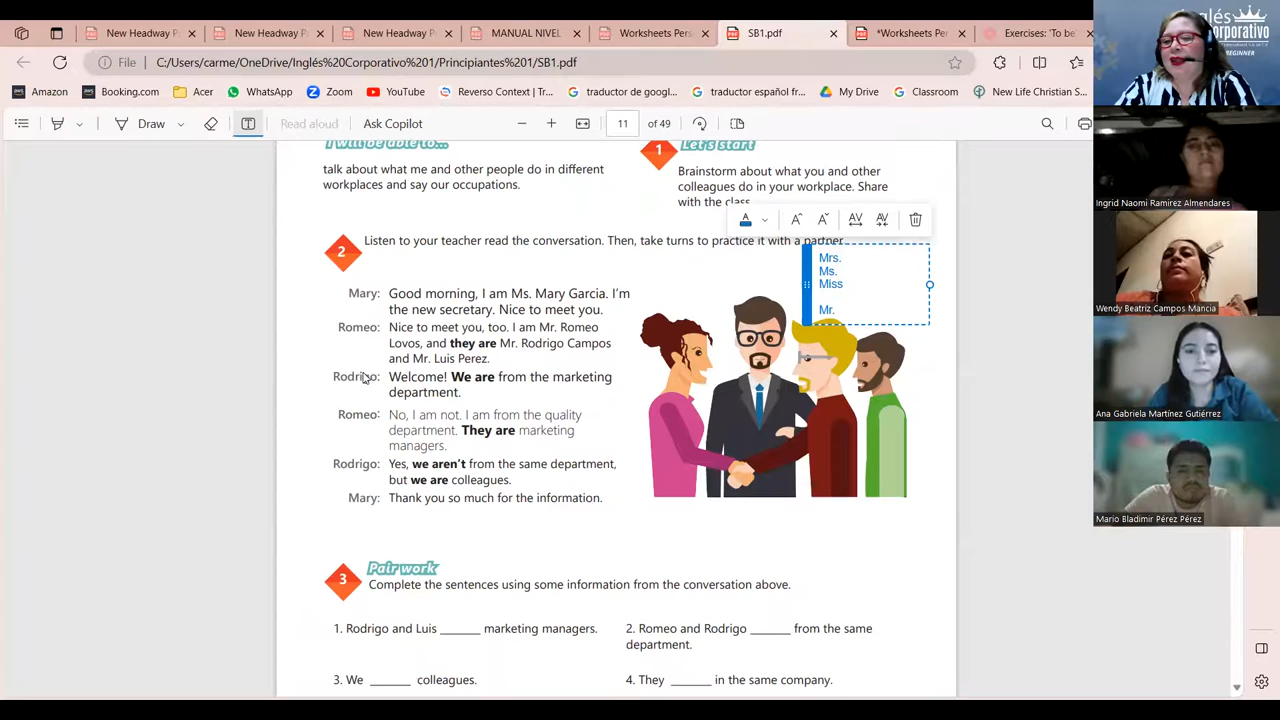 New Headway P
New Headway Pa
New Headway P
MANUAL NIVEL
Worksheets Pers
SB1.pdf
*Worksheets Per
Exercises: 'To be
File
C:/Users/carme/OneDrive/Inglés%20Corporativo%201/Principiantes%201/SB1.pdf
Amazon
Booking.com
Acer
WhatsApp
Zoom
YouTube
Reverso Context | Tr...
traductor de googl...
traductor español fr...
My Drive
Classroom
New Life Christian S...
Draw
Read aloud
Ask Copilot
11
of 49
I will be able to...
talk about what me and other people do in different
workplaces and say our occupations.
1
Let's start
Brainstorm about what you and other
colleagues do in your workplace. Share
with the class
2
Listen to your teacher read the conversation. Then, take turns to practice it with a partner
Mrs.
Ms.
Miss
Mr.
Mary: Good morning, I am Ms. Mary Garcia. I'm
the new secretary. Nice to meet you.
Romeo: Nice to meet you, too. I am Mr. Romeo
Lovos, and they are Mr. Rodrigo Campos
and Mr. Luis Perez.
Rodrigo: Welcome! We are from the marketing
department.
Romeo: No, I am not. I am from the quality
department. They are marketing
managers.
Rodrigo: Yes, we aren't from the same department,
but we are colleagues.
Mary: Thank you so much for the information.
3
Pair work
Complete the sentences using some information from the conversation above.
1. Rodrigo and Luis ______ marketing managers.
2. Romeo and Rodrigo ______ from the same
department.
3. We ______ colleagues.
4. They ______ in the same company.
Ingrid Naomi Ramirez Almendares
Wendy Beatriz Campos Mancia
Ana Gabriela Martínez Gutiérrez
Mario Bladimir Pérez Pérez